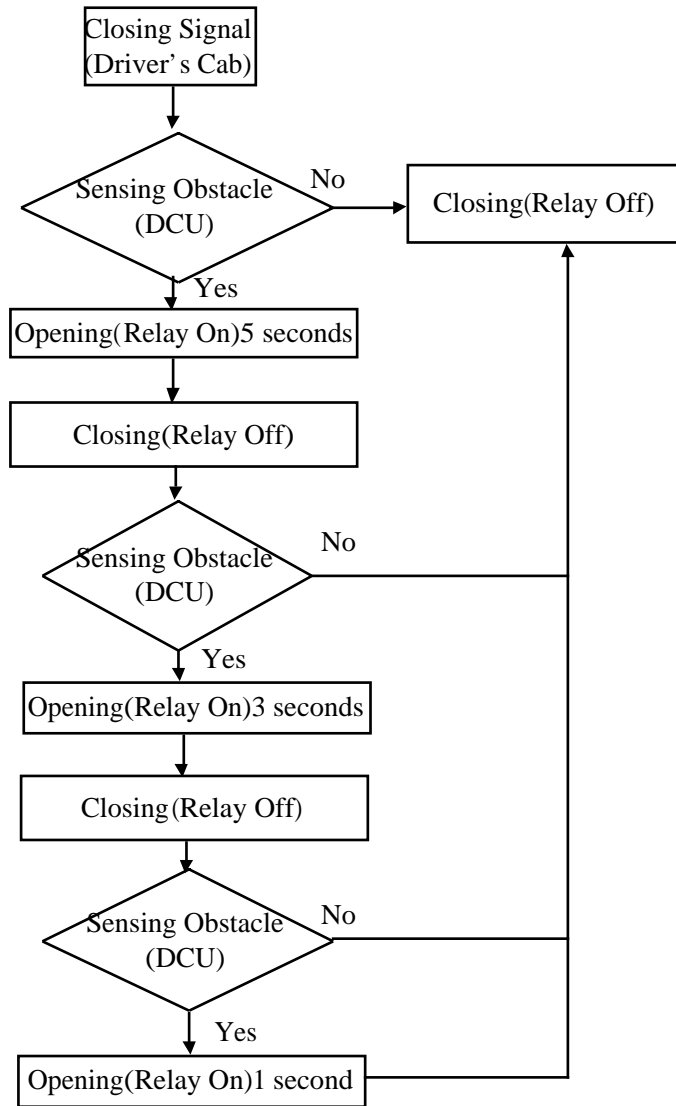 Closing Signal
(Driver's Cab)
Sensing Obstacle
(DCU)
No
Closing(Relay Off)
Yes
Opening(Relay On)5 seconds
Closing(Relay Off)
Sensing Obstacle
(DCU)
No
Yes
Opening(Relay On)3 seconds
Closing(Relay Off)
Sensing Obstacle
(DCU)
No
Yes
Opening(Relay On)1 second